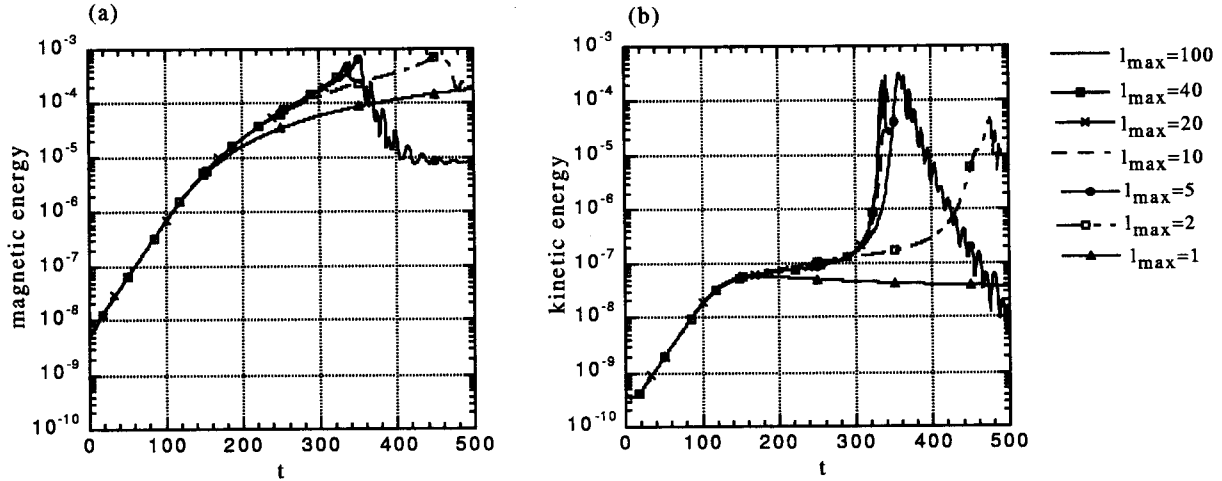 (a)
magnetic energy
10^-3
10^-4
10^-5
10^-6
10^-7
10^-8
10^-9
10^-10
0 100 200 300 400 500
t
(b)
kinetic energy
10^-3
10^-4
10^-5
10^-6
10^-7
10^-8
10^-9
10^-10
0 100 200 300 400 500
t
l_max=100
l_max=40
l_max=20
l_max=10
l_max=5
l_max=2
l_max=1